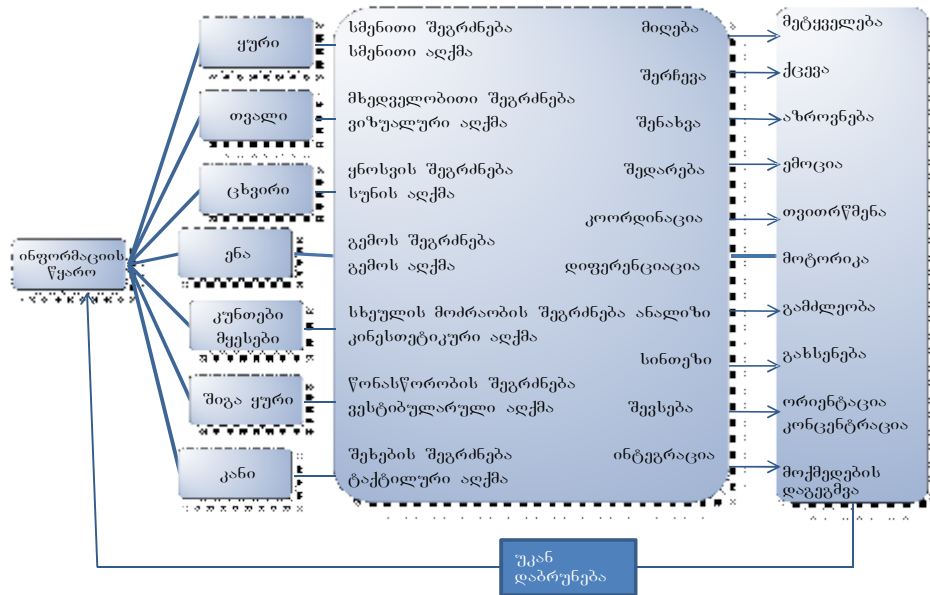 ინფორმაციის
წყარო
ყური
თვალი
ცხვირი
ენა
კუნთები
მყესები
შიგა ყური
კანი
სმენითი შეგრძნება
სმენითი აღქმა
მხედველობითი შეგრძნება
ვიზუალური აღქმა
ყნოსვის შეგრძნება
სუნის აღქმა
გემოს შეგრძნება
გემოს აღქმა
სხეულის მოძრაობის შეგრძნება ანალიზი
კინესთეტიკური აღქმა
წონასწორობის შეგრძნება
ვესტიბულარული აღქმა
შეხების შეგრძნება
ტაქტილური აღქმა
მიღება
შერჩევა
შენახვა
შედარება
კოორდინაცია
დიფერენციაცია
სინთეზი
შევსება
ინტეგრაცია
მეტყველება
ქცევა
აზროვნება
ემოცია
თვითრწმენა
მოტორიკა
გამძლეობა
გახსენება
ორიენტაცია
კონცენტრაცია
მოქმედების
დაგეგმვა
უკან
დაბრუნება